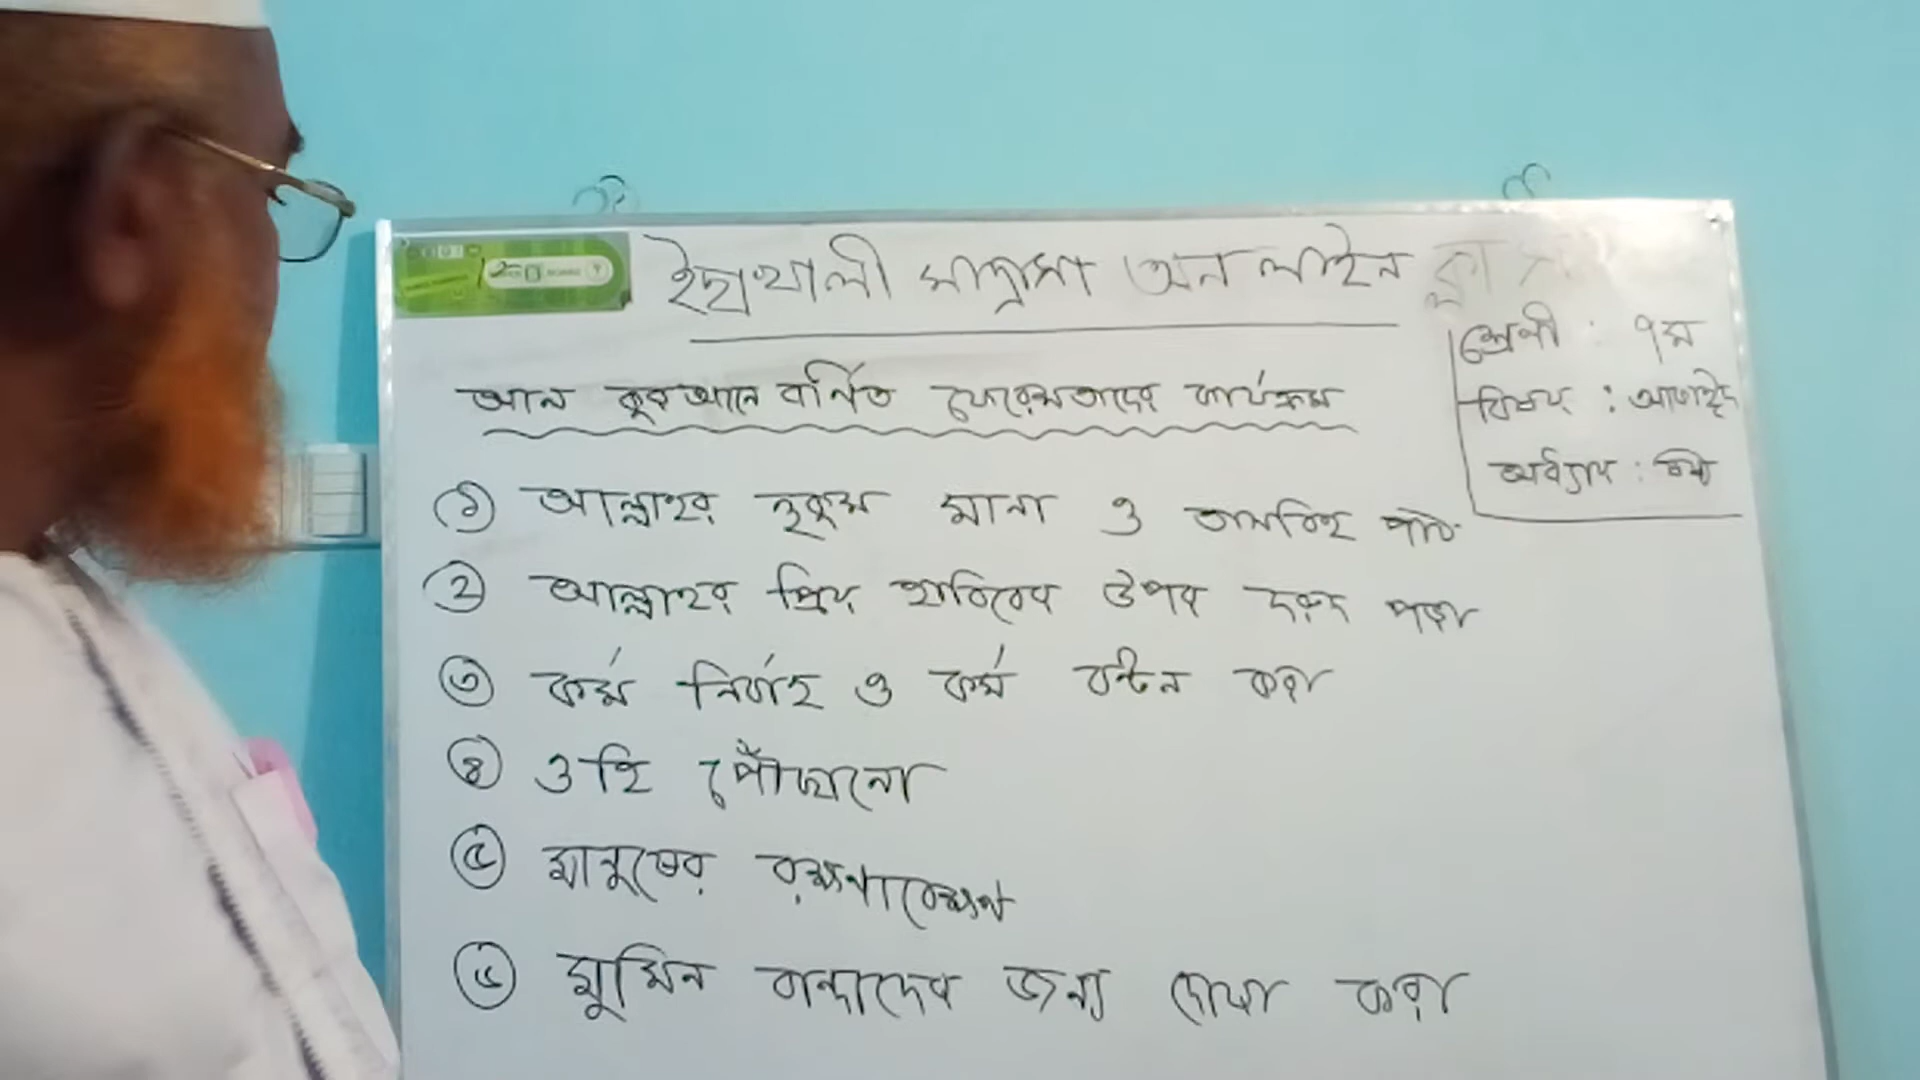 ইছাখালী মাদ্রাসা অনলাইন ক্লাস
শ্রেণী : ৭ম
বিষয় : আকাইদ
অধ্যায় : ৩য়
আল কুরআনে বর্ণিত ফেরেশতাদের কার্যক্রম
১ আল্লাহর হুকুম মানা ও তাসবিহ পাঠ
২ আল্লাহর প্রিয় হাবিবের উপর দরূদ পড়া
৩ কর্ম নির্বাহ ও কর্ম বন্টন করা
৪ ওহি পৌঁছানো
৫ মানুষের রক্ষণাবেক্ষণ
৬ মুমিন বান্দাদের জন্য দোয়া করা